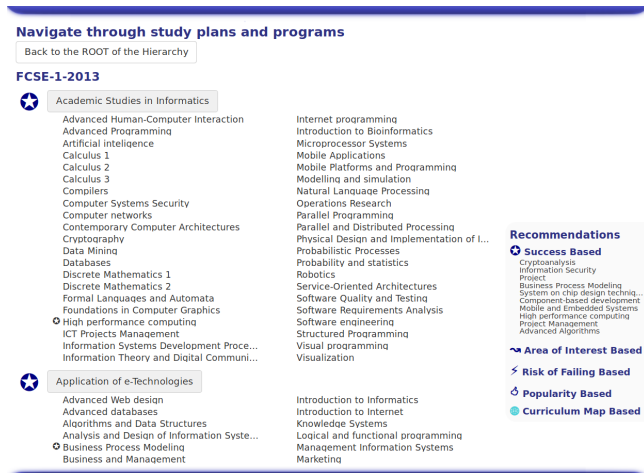 Navigate through study plans and programs
Back to the ROOT of the Hierarchy
FCSE-1-2013
Academic Studies in Informatics
Advanced Human-Computer Interaction
Advanced Programming
Artificial inteligence
Calculus 1
Calculus 2
Calculus 3
Compilers
Computer Systems Security
Computer networks
Contemporary Computer Architectures
Cryptography
Data Mining
Databases
Discrete Mathematics 1
Discrete Mathematics 2
Formal Languages and Automata
Foundations in Computer Graphics
High performance computing
ICT Projects Management
Information Systems Development Proce...
Information Theory and Digital Communi...
Internet programming
Introduction to Bioinformatics
Microprocessor Systems
Mobile Applications
Mobile Platforms and Programming
Modelling and simulation
Natural Language Processing
Operations Research
Parallel Programming
Parallel and Distributed Processing
Physical Design and Implementation of I...
Probabilistic Processes
Probability and statistics
Robotics
Service-Oriented Architectures
Software Quality and Testing
Software Requirements Analysis
Software engineering
Structured Programming
Visual programming
Visualization
Application of e-Technologies
Advanced Web design
Advanced databases
Algorithms and Data Structures
Analysis and Design of Information Syste...
Business Process Modeling
Business and Management
Introduction to Informatics
Introduction to Internet
Knowledge Systems
Logical and functional programming
Management Information Systems
Marketing
Recommendations
Success Based
Cryptoanalysis
Information Security
Project
Business Process Modeling
System on chip design techniq...
Component-based development
Mobile and Embedded Systems
High performance computing
Project Management
Advanced Algorithms
Area of Interest Based
Risk of Failing Based
Popularity Based
Curriculum Map Based